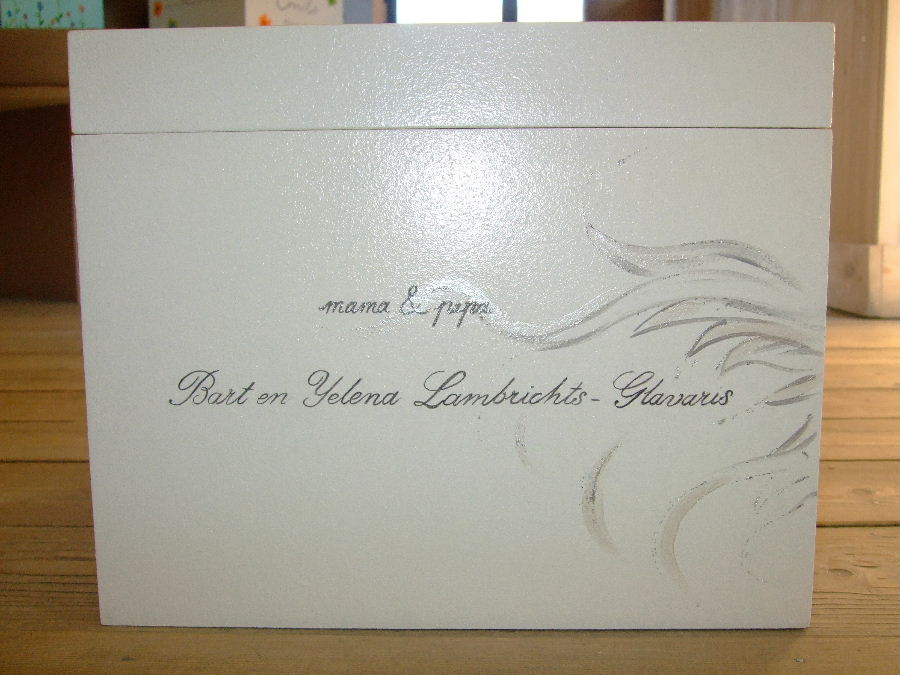 mama & papa
Bart en Yelena Lambrichts - Glavaris